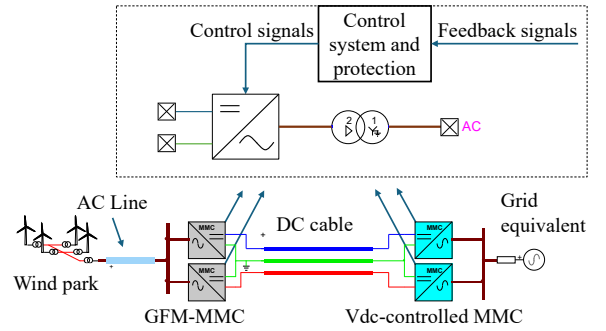 Control signals
Control
system and
protection
Feedback signals
2
1
AC
AC Line
Wind park
+
MMC
MMC
GFM-MMC
+
DC cable
MMC
MMC
Vdc-controlled MMC
Grid
equivalent
+